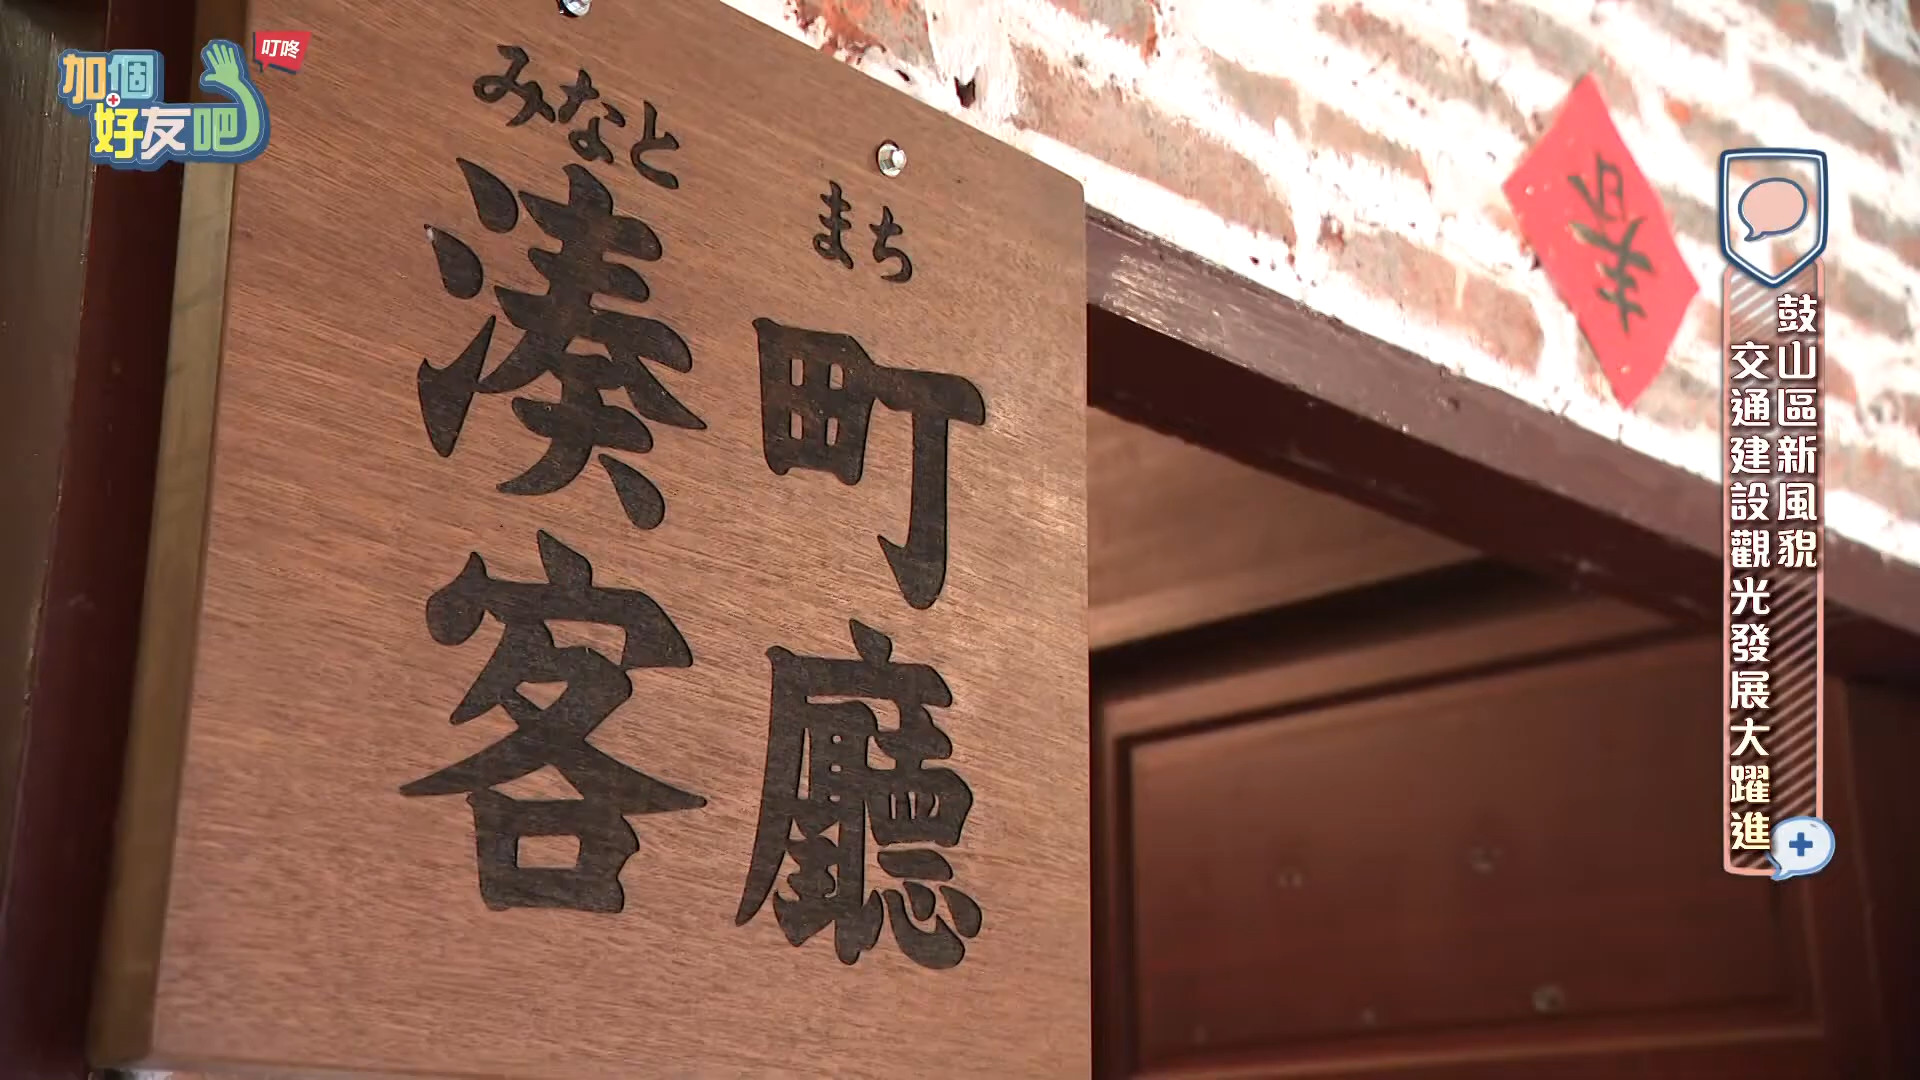 加個
好友吧
叮咚
みなと
湊
まち
町
客
廳
春
鼓山區新風貌
交通建設觀光發展大躍進